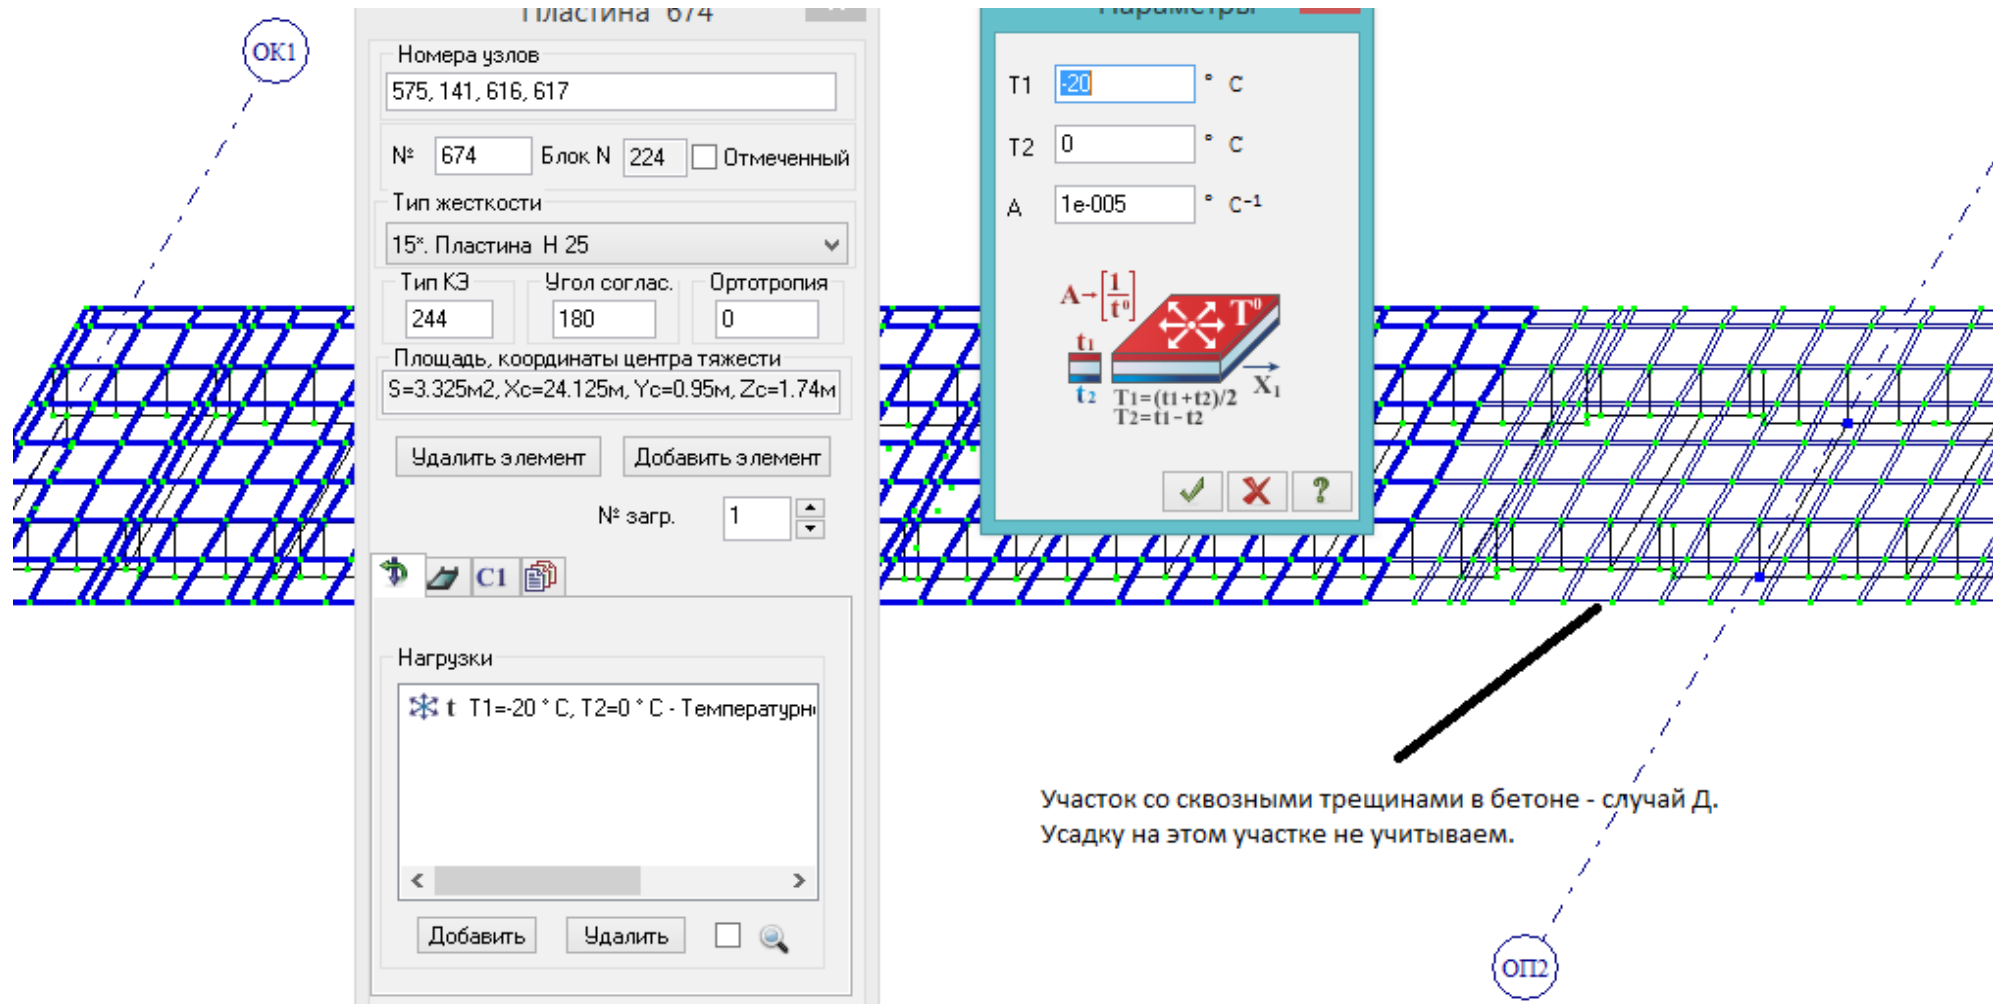 ОК1
Пластина 674
Номера узлов
575, 141, 616, 617
№ 674 Блок N 224 Отмеченный
Тип жесткости
15*. Пластина Н 25
Тип КЭ Угол соглас. Ортотропия
244 180 0
Площадь, координаты центра тяжести
S=3.325м2, Xc=24.125м, Yc=0.95м, Zc=1.74м
Удалить элемент Добавить элемент
№ загр. 1
C1
Нагрузки
t T1=-20 ° C, T2=0 ° C - Температурн
Добавить Удалить
Параметры
T1 -20 ° C
T2 0 ° C
A 1e-005 ° C-1
A→[1/t⁰]
T⁰
t1
t2
X1
T1=(t1+t2)/2
T2=t1-t2
?
Участок со сквозными трещинами в бетоне - случай Д.
Усадку на этом участке не учитываем.
ОП2